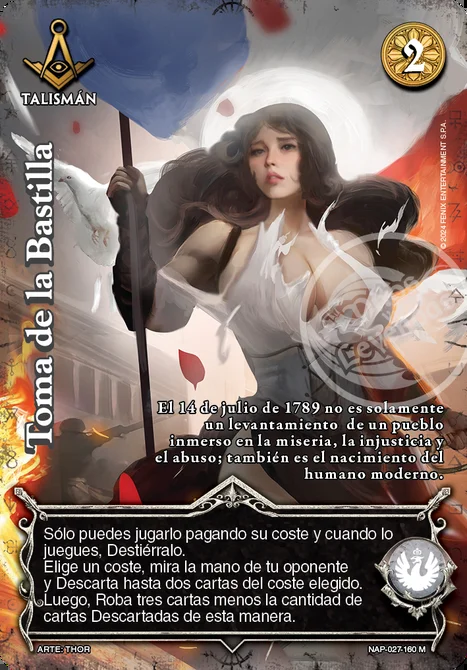 TALISMÁN
2
Toma de la Bastilla
© 2024 FENIX ENTERTAINMENT S.P.A.
El 14 de julio de 1789 no es solamente
un levantamiento de un pueblo
inmerso en la miseria, la injusticia y
el abuso; también es el nacimiento del
humano moderno.
Sólo puedes jugarlo pagando su coste y cuando lo
juegues, Destiérralo.
Elige un coste, mira la mano de tu oponente
y Descarta hasta dos cartas del coste elegido.
Luego, Roba tres cartas menos la cantidad de
cartas Descartadas de esta manera.
ARTE: THOR
NAP-027-160 M